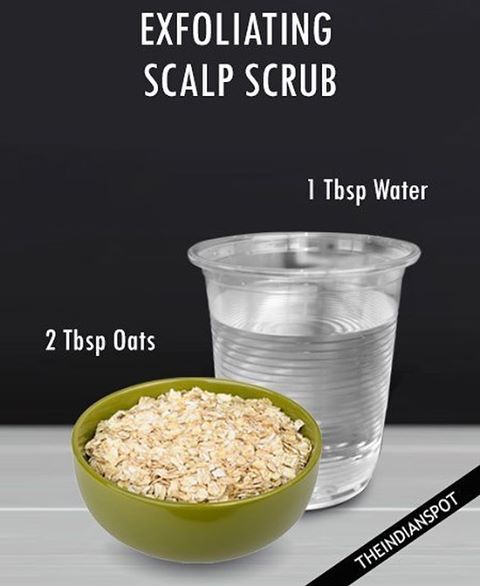 EXFOLIATING
SCALP SCRUB
1 Tbsp Water
2 Tbsp Oats
THEINDIANSPOT